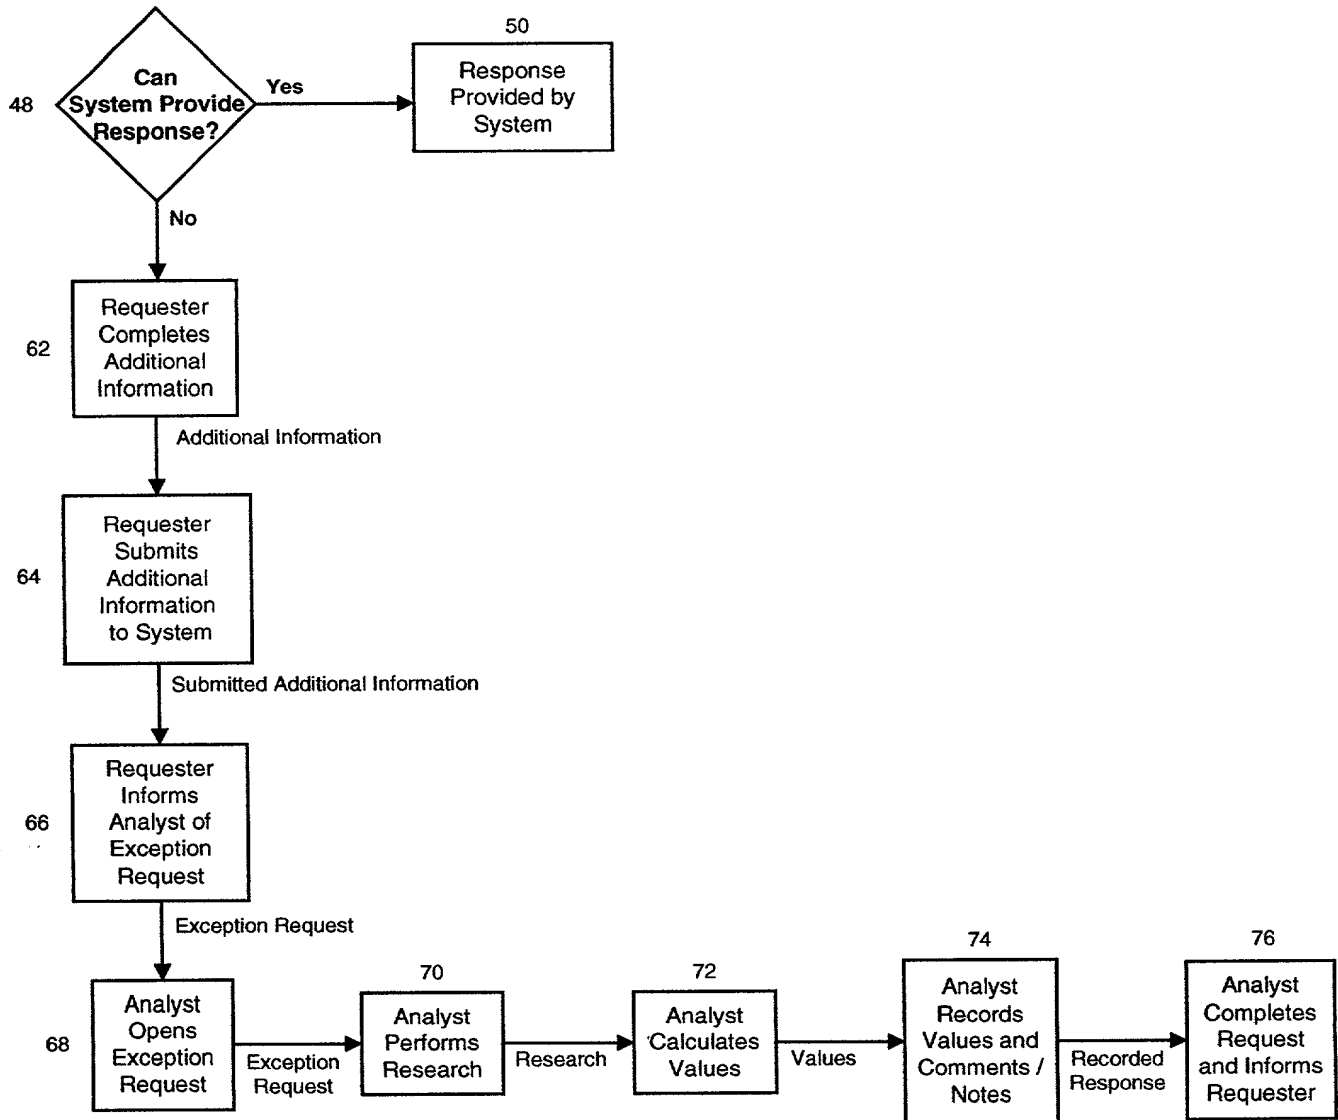 50
48
Can
System Provide
Response?
Yes
Response
Provided by
System
No
62
Requester
Completes
Additional
Information
Additional Information
64
Requester
Submits
Additional
Information
to System
Submitted Additional Information
66
Requester
Informs
Analyst of
Exception
Request
Exception Request
68
Analyst
Opens
Exception
Request
Exception
Request
70
Analyst
Performs
Research
Research
72
Analyst
Calculates
Values
Values
74
Analyst
Records
Values and
Comments /
Notes
Recorded
Response
76
Analyst
Completes
Request
and Informs
Requester